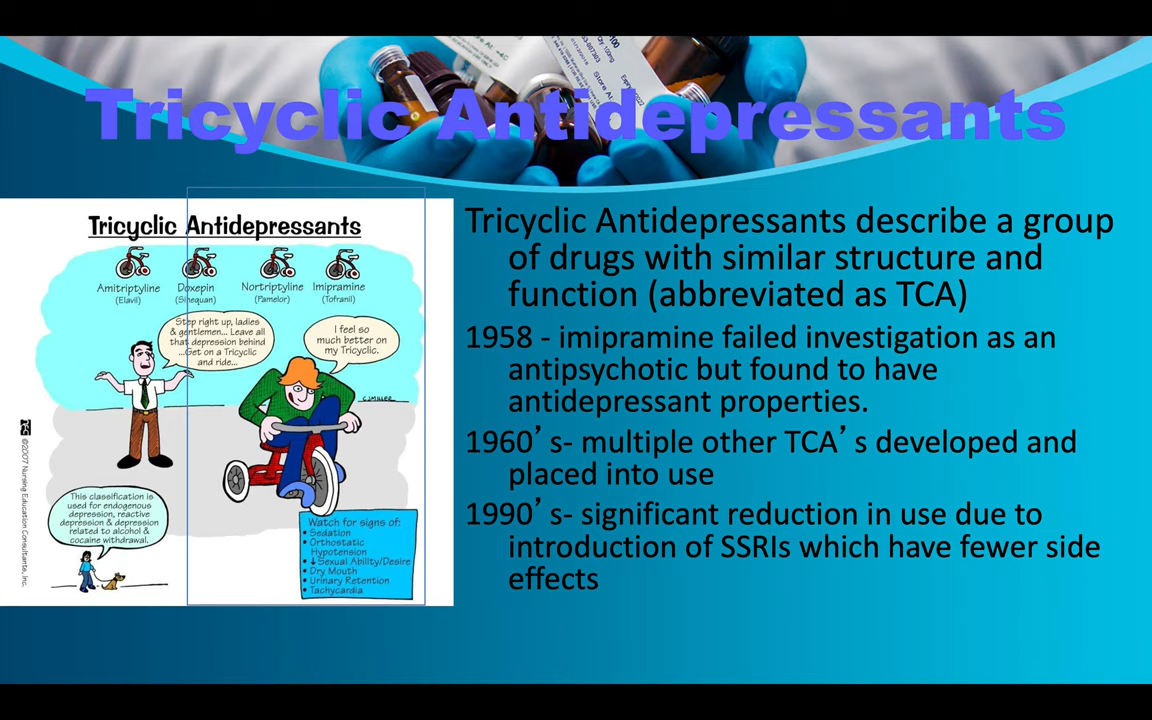 Tricyclic Antidepressants
Tricyclic Antidepressants
Amitriptyline
(Elavil)
Doxepin
(Sinequan)
Nortriptyline
(Pamelor)
Imipramine
(Tofranil)
Step right up, ladies
& gentlemen... Leave all
that depression behind
...Get on a Tricyclic
and ride...
I feel so
much better on
my Tricyclic.
C.J.MILLER
©2007 Nursing Education Consultants, Inc.
This classification is
used for endogenous
depression, reactive
depression & depression
related to alcohol &
cocaine withdrawal.
Watch for signs of:
• Sedation
• Orthostatic
Hypotension
• ↓Sexual Ability/Desire
• Dry Mouth
• Urinary Retention
• Tachycardia
Tricyclic Antidepressants describe a group
of drugs with similar structure and
function (abbreviated as TCA)
1958 - imipramine failed investigation as an
antipsychotic but found to have
antidepressant properties.
1960’s- multiple other TCA’s developed and
placed into use
1990’s- significant reduction in use due to
introduction of SSRIs which have fewer side
effects